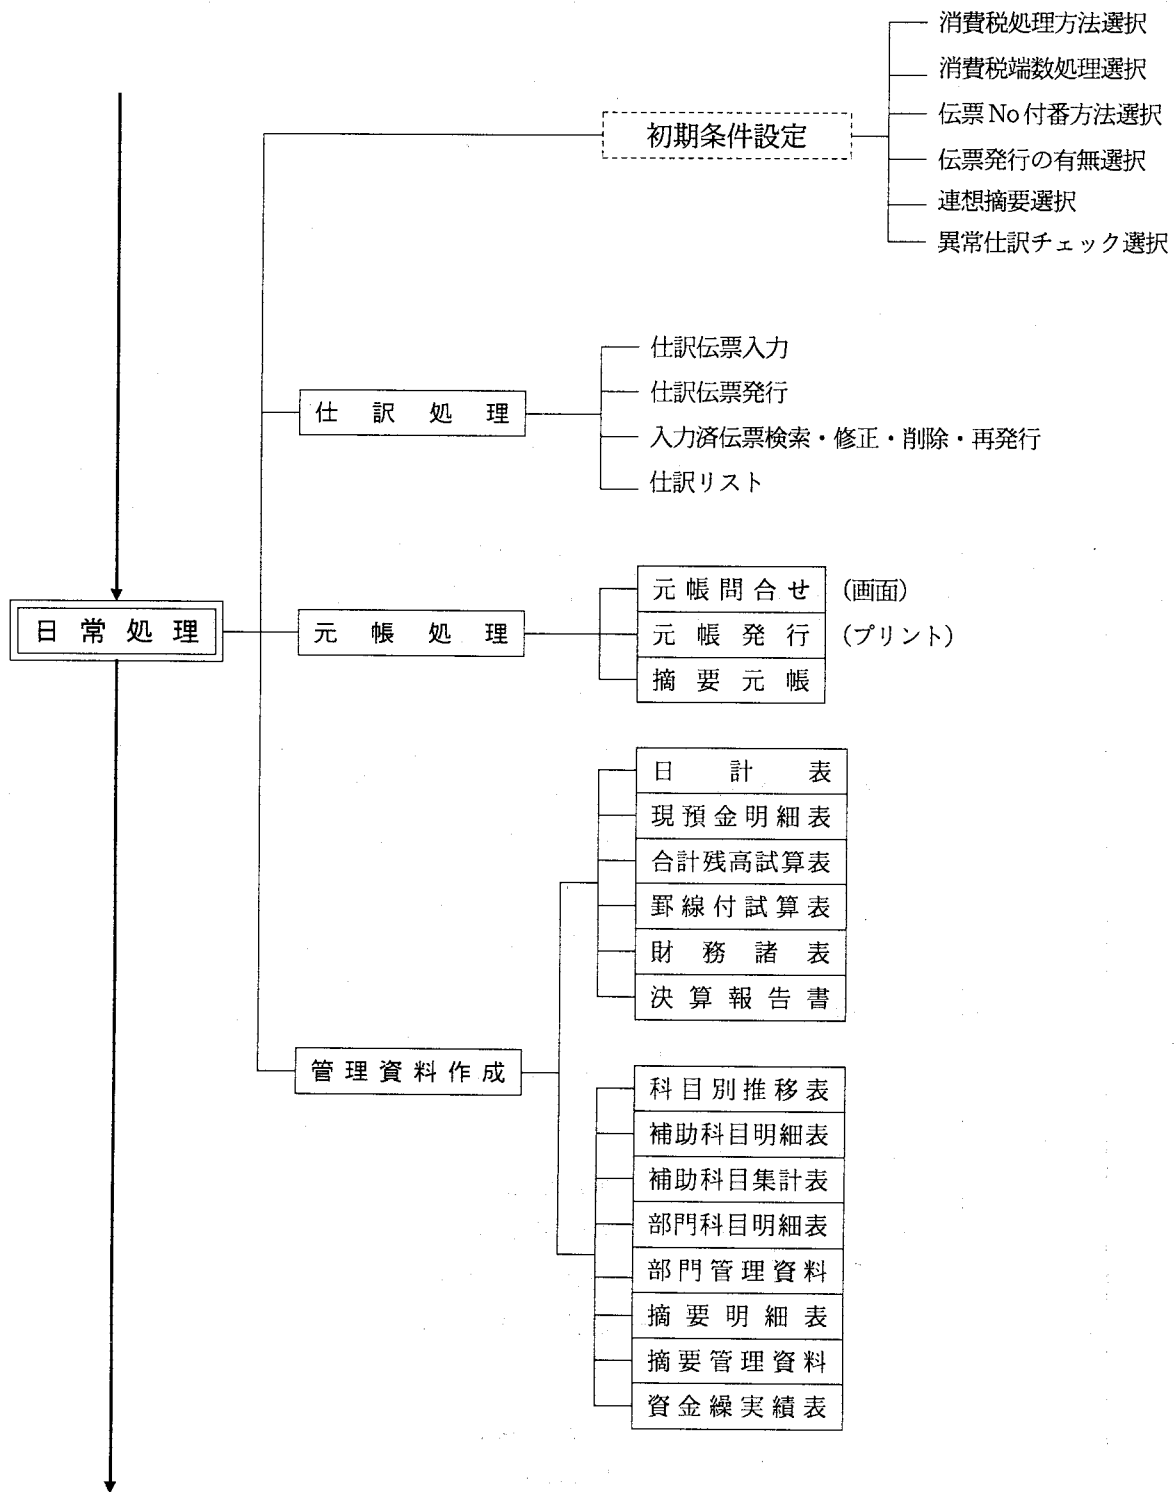 消費税処理方法選択
消費税端数処理選択
伝票No付番方法選択
初期条件設定
伝票発行の有無選択
連想摘要選択
異常仕訳チェック選択
仕訳伝票入力
仕訳伝票発行
仕訳処理
入力済伝票検索・修正・削除・再発行
仕訳リスト
元帳問合せ (画面)
日常処理
元帳処理
元帳発行 (プリント)
摘要元帳
日計表
現預金明細表
合計残高試算表
罫線付試算表
財務諸表
決算報告書
管理資料作成
科目別推移表
補助科目明細表
補助科目集計表
部門科目明細表
部門管理資料
摘要明細表
摘要管理資料
資金繰実績表